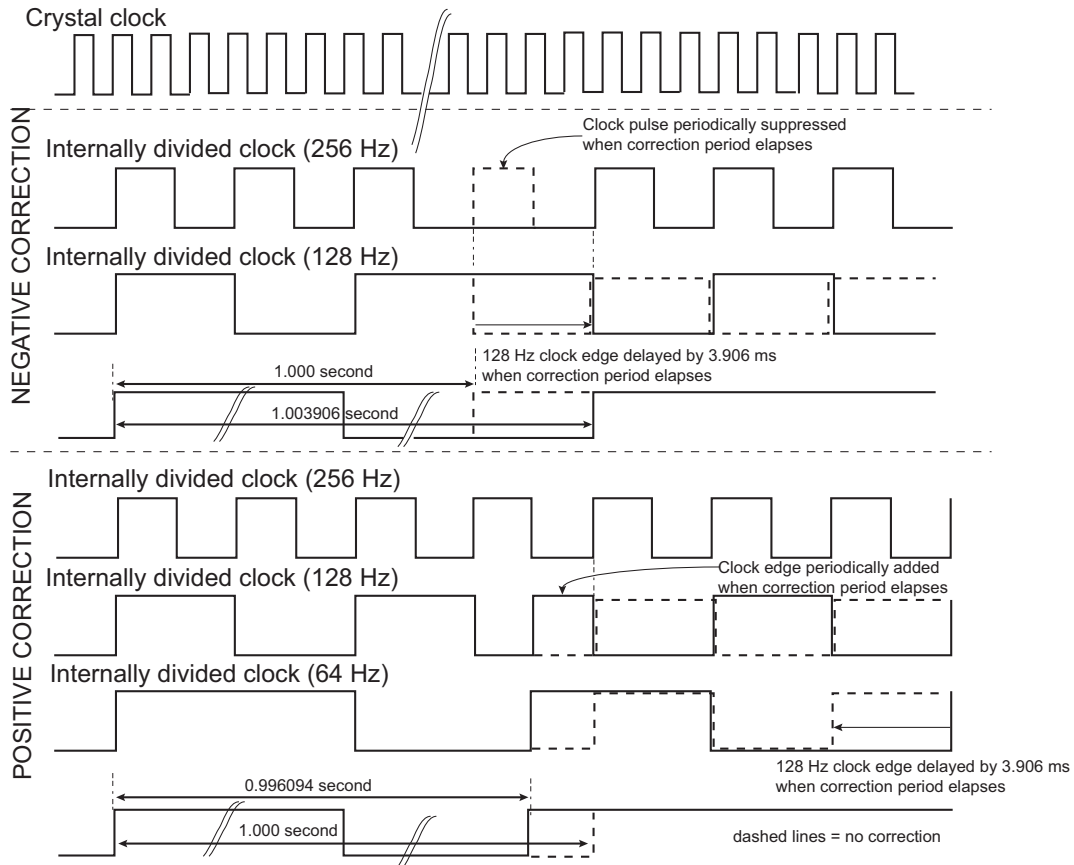 Crystal clock
NEGATIVE CORRECTION
Clock pulse periodically suppressed
when correction period elapses
Internally divided clock (256 Hz)
Internally divided clock (128 Hz)
128 Hz clock edge delayed by 3.906 ms
when correction period elapses
1.000 second
1.003906 second
POSITIVE CORRECTION
Internally divided clock (256 Hz)
Internally divided clock (128 Hz)
Clock edge periodically added
when correction period elapses
Internally divided clock (64 Hz)
128 Hz clock edge delayed by 3.906 ms
when correction period elapses
0.996094 second
1.000 second
dashed lines = no correction